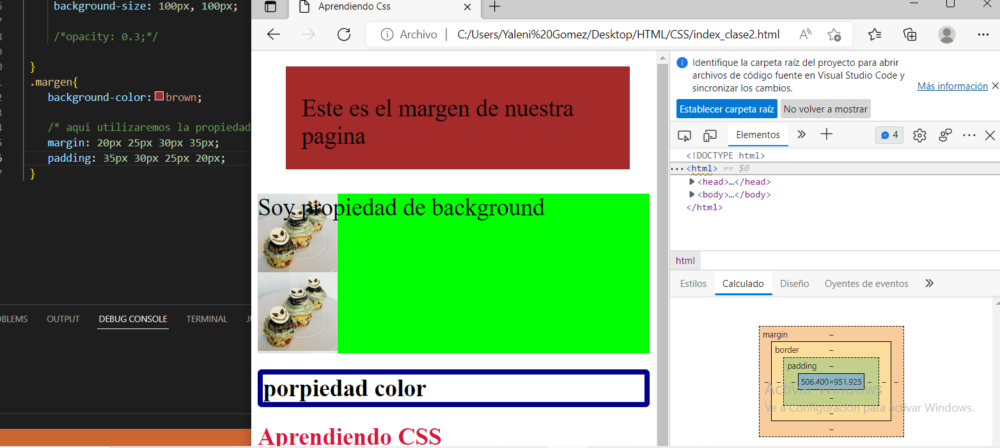 background-size: 100px, 100px;
/*opacity: 0.3;*/
}
.margen{
background-color: brown;
/* aqui utilizaremos la propiedad
margin: 20px 25px 30px 35px;
padding: 35px 30px 25px 20px;
}
OBLEMS OUTPUT DEBUG CONSOLE TERMINAL JU
Aprendiendo Css
Archivo C:/Users/Yaleni%20Gomez/Desktop/HTML/CSS/index_clase2.html
Este es el margen de nuestra
pagina
Soy propiedad de background
porpiedad color
Aprendiendo CSS
Identifique la carpeta raíz del proyecto para abrir
archivos de código fuente en Visual Studio Code y
sincronizar los cambios.
Más información
Establecer carpeta raíz No volver a mostrar
Elementos 4
<!DOCTYPE html>
<html> == $0
<head>…</head>
<body>…</body>
</html>
html
Estilos Calculado Diseño Oyentes de eventos
margin –
border –
padding –
– – – 506.400×951.925 – – –
–
–
–
Activar Windows
Ve a Configuración para activar Windows.